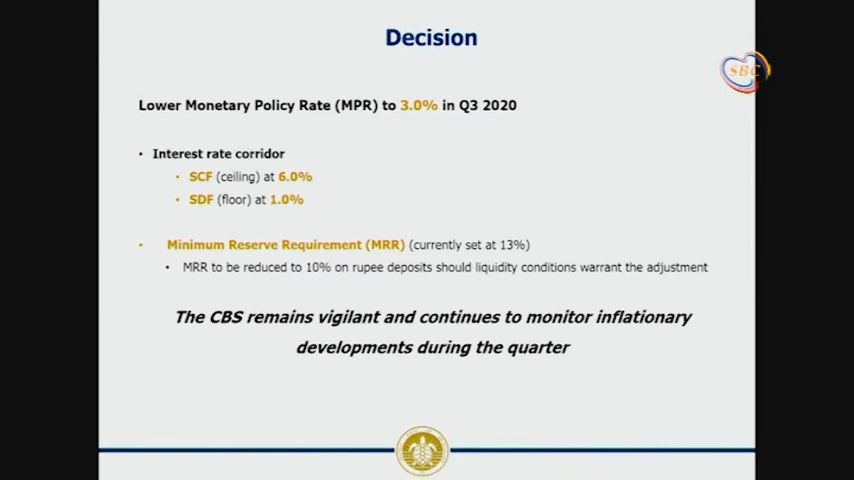 Decision
SBC
Lower Monetary Policy Rate (MPR) to 3.0% in Q3 2020
• Interest rate corridor
• SCF (ceiling) at 6.0%
• SDF (floor) at 1.0%
• Minimum Reserve Requirement (MRR) (currently set at 13%)
• MRR to be reduced to 10% on rupee deposits should liquidity conditions warrant the adjustment
The CBS remains vigilant and continues to monitor inflationary
developments during the quarter